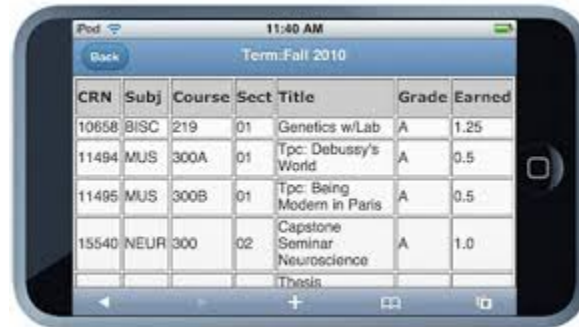 iPod 11:40 AM
Back Term:Fall 2010
CRN Subj Course Sect Title Grade Earned
10658 BISC 219 01 Genetics w/Lab A 1.25
11494 MUS 300A 01 Tpc: Debussy's World A 0.5
11495 MUS 300B 01 Tpc: Being Modern in Paris A 0.5
15540 NEUR 300 02 Capstone Seminar Neuroscience A 1.0
Thesis